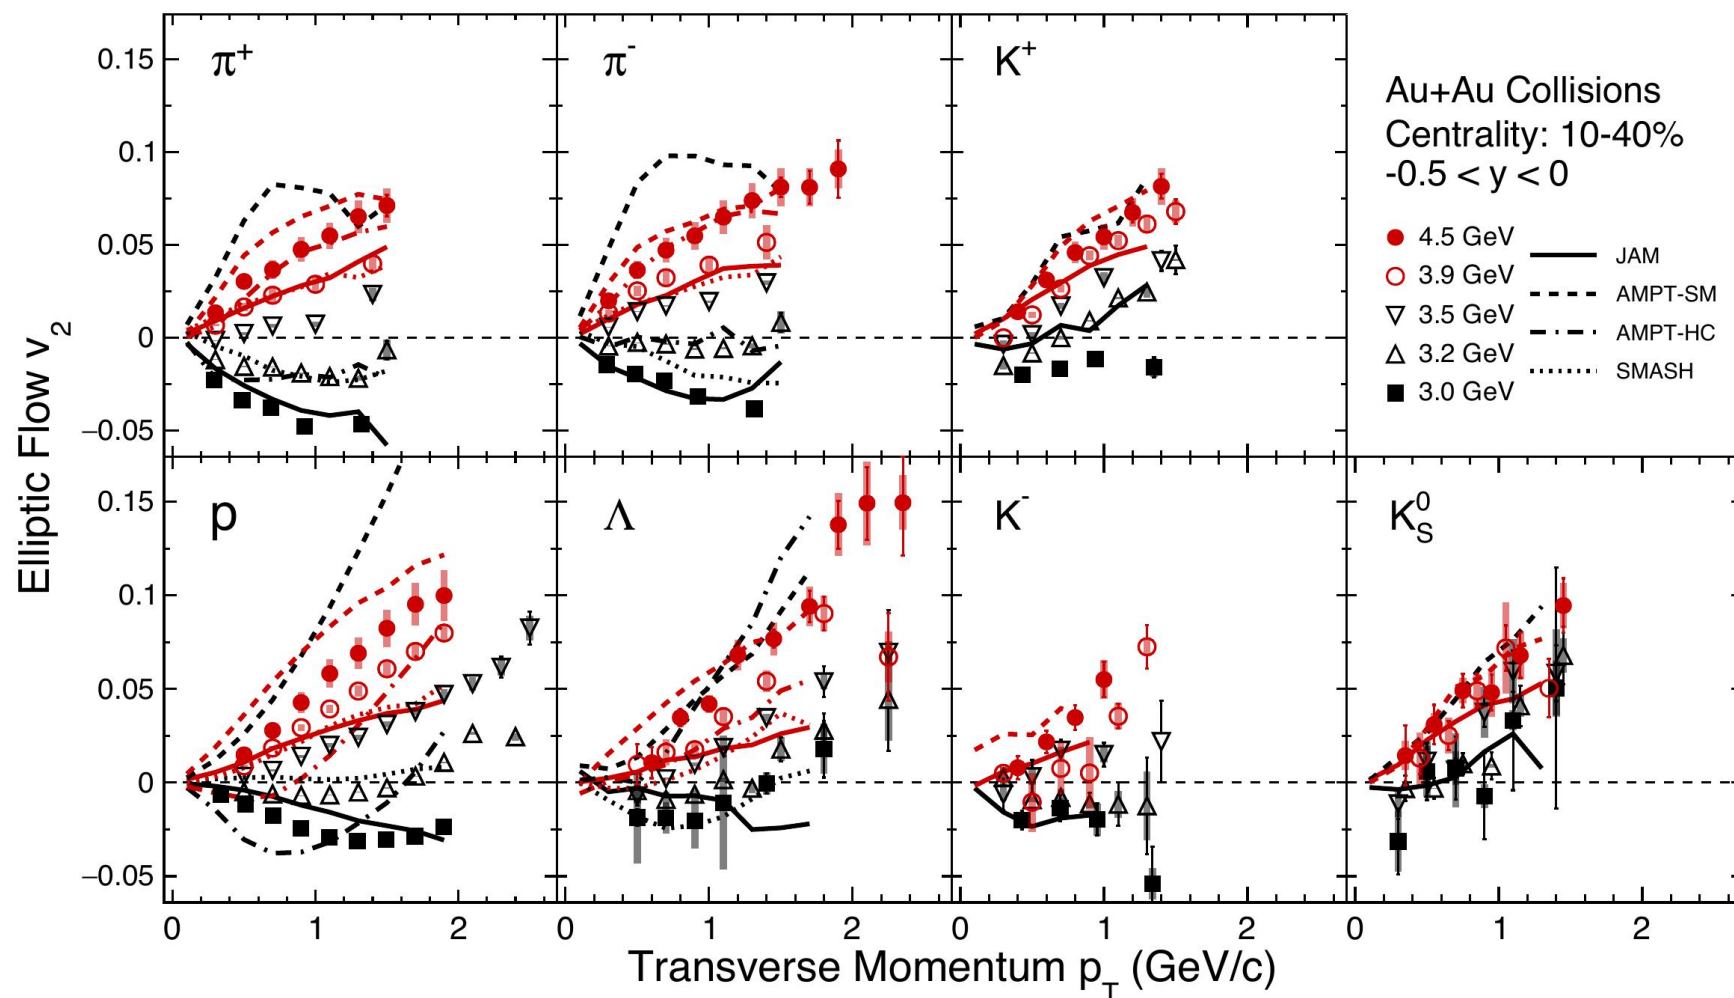 π+ π- K+
Au+Au Collisions
Centrality: 10-40%
-0.5 < y < 0
4.5 GeV
3.9 GeV
3.5 GeV
3.2 GeV
3.0 GeV
JAM
AMPT-SM
AMPT-HC
SMASH
0.15
0.1
0.05
0
−0.05
p Λ K- K0S
0.15
0.1
0.05
0
−0.05
0 1 2 0 1 2 0 1 2 0 1 2
Elliptic Flow v2
Transverse Momentum pT (GeV/c)